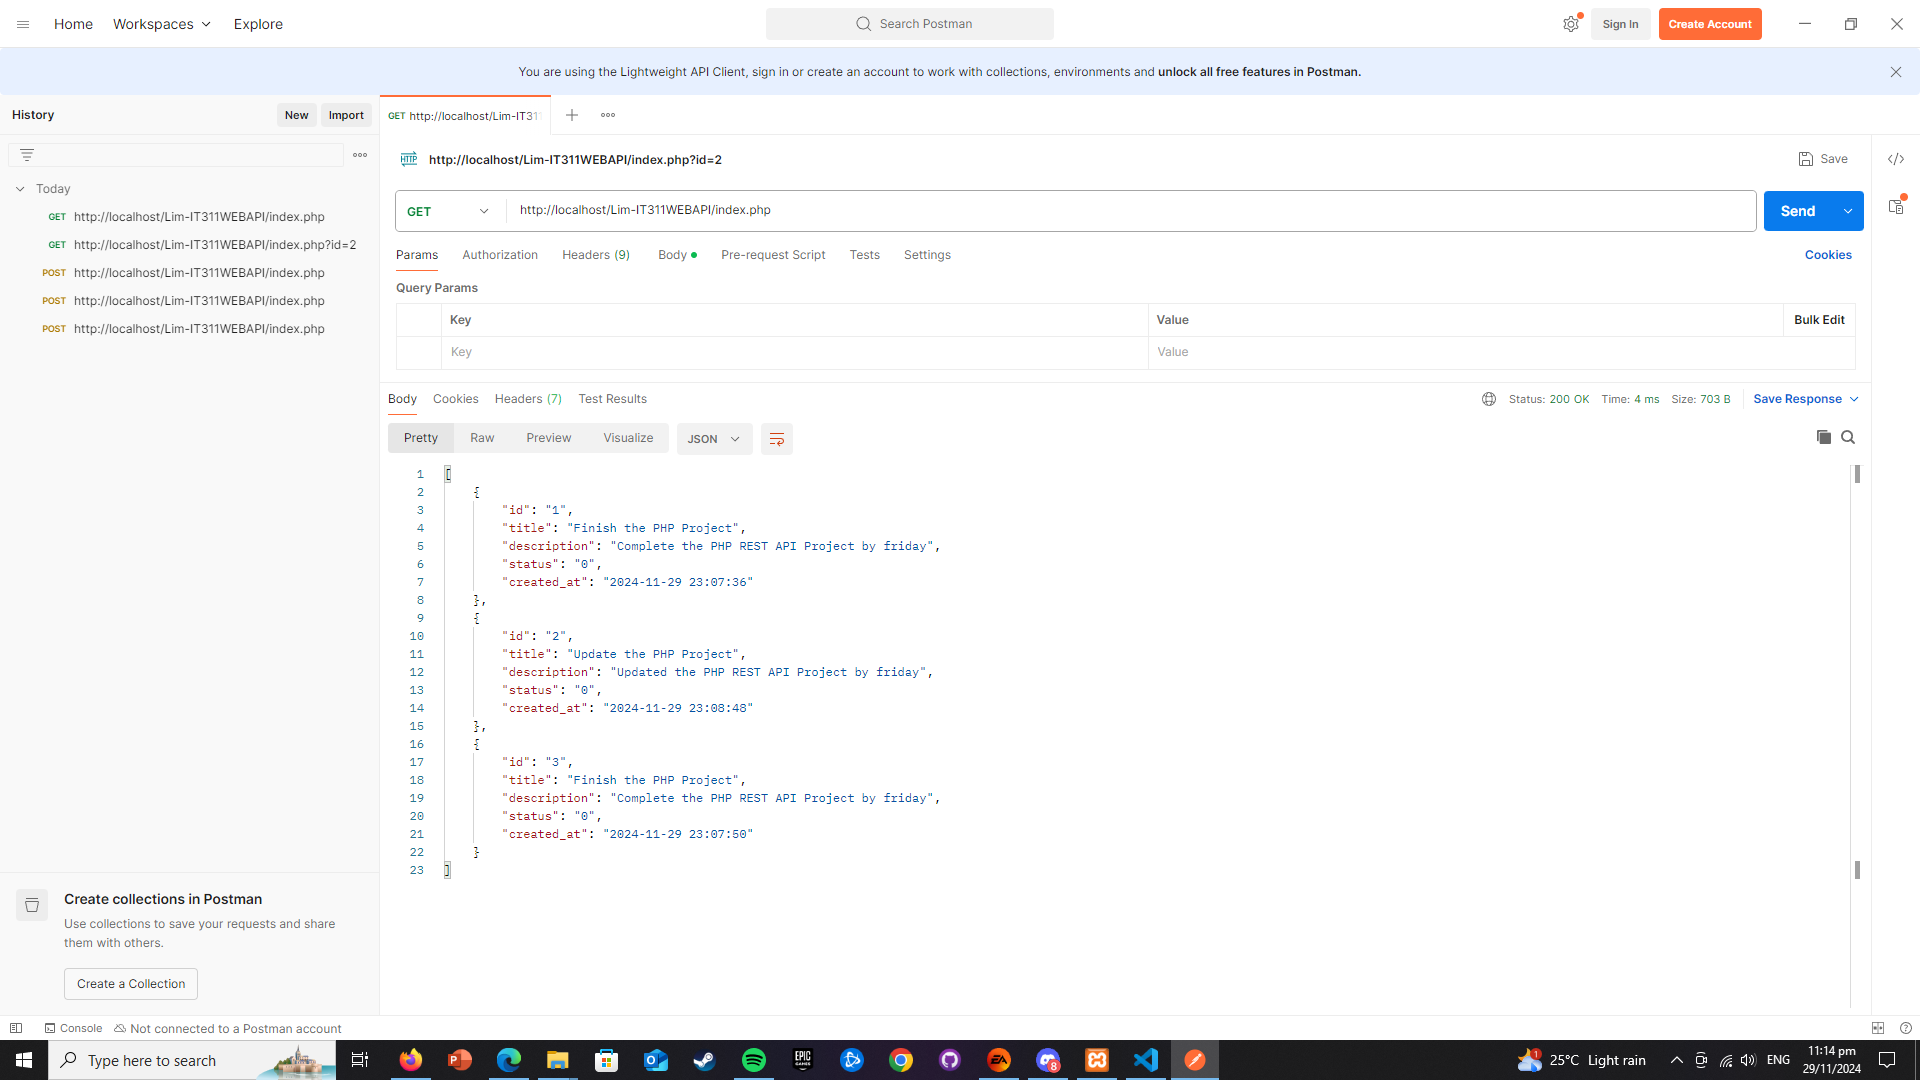 Home Workspaces Explore Search Postman Sign In Create Account
You are using the Lightweight API Client, sign in or create an account to work with collections, environments and unlock all free features in Postman.
History New Import GET http://localhost/Lim-IT311
http://localhost/Lim-IT311WEBAPI/index.php?id=2 Save
Today
GET http://localhost/Lim-IT311WEBAPI/index.php
GET http://localhost/Lim-IT311WEBAPI/index.php?id=2
POST http://localhost/Lim-IT311WEBAPI/index.php
POST http://localhost/Lim-IT311WEBAPI/index.php
POST http://localhost/Lim-IT311WEBAPI/index.php
GET http://localhost/Lim-IT311WEBAPI/index.php Send
Params Authorization Headers (9) Body Pre-request Script Tests Settings Cookies
Query Params
Key Value Bulk Edit
Key Value
Body Cookies Headers (7) Test Results Status: 200 OK Time: 4 ms Size: 703 B Save Response
Pretty Raw Preview Visualize JSON
1 [
2 {
3 "id": "1",
4 "title": "Finish the PHP Project",
5 "description": "Complete the PHP REST API Project by friday",
6 "status": "0",
7 "created_at": "2024-11-29 23:07:36"
8 },
9 {
10 "id": "2",
11 "title": "Update the PHP Project",
12 "description": "Updated the PHP REST API Project by friday",
13 "status": "0",
14 "created_at": "2024-11-29 23:08:48"
15 },
16 {
17 "id": "3",
18 "title": "Finish the PHP Project",
19 "description": "Complete the PHP REST API Project by friday",
20 "status": "0",
21 "created_at": "2024-11-29 23:07:50"
22 }
23 ]
Create collections in Postman
Use collections to save your requests and share
them with others.
Create a Collection
Console Not connected to a Postman account
Type here to search 25°C Light rain ENG 11:14 pm
29/11/2024